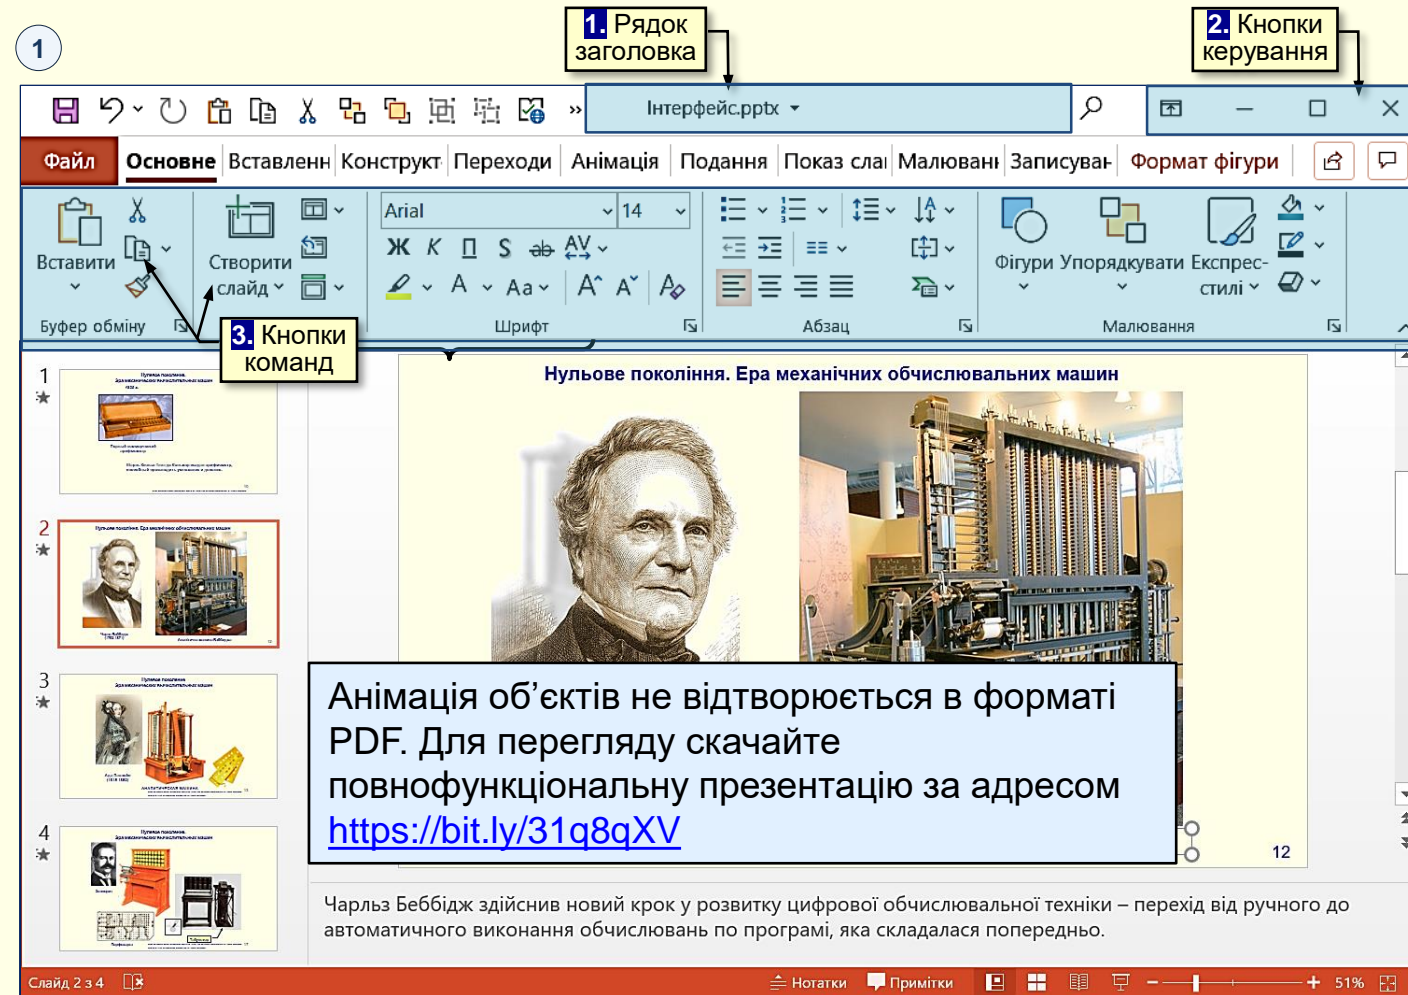 1
1. Рядок
заголовка
2. Кнопки
керування
Інтерфейс.pptx
Файл Основне Вставленн Конструкт Переходи Анімація Подання Показ слаі Малюванн Записуван Формат фігури
Arial 14
Ж К П S ab AV
Вставити
Створити
слайд
A Aa A A A
Фігури Упорядкувати Експрес-
стилі
Буфер обміну Шрифт Абзац Малювання
3. Кнопки
команд
1
2
3
4
Нульове покоління. Ера механічних обчислювальних машин
Анімація об’єктів не відтворюється в форматі
PDF. Для перегляду скачайте
повнофункціональну презентацію за адресом
https://bit.ly/31q8qXV
12
Чарльз Беббідж здійснив новий крок у розвитку цифрової обчислювальної техніки – перехід від ручного до
автоматичного виконання обчислювань по програмі, яка складалася попередньо.
Слайд 2 з 4 Нотатки Примітки 51%